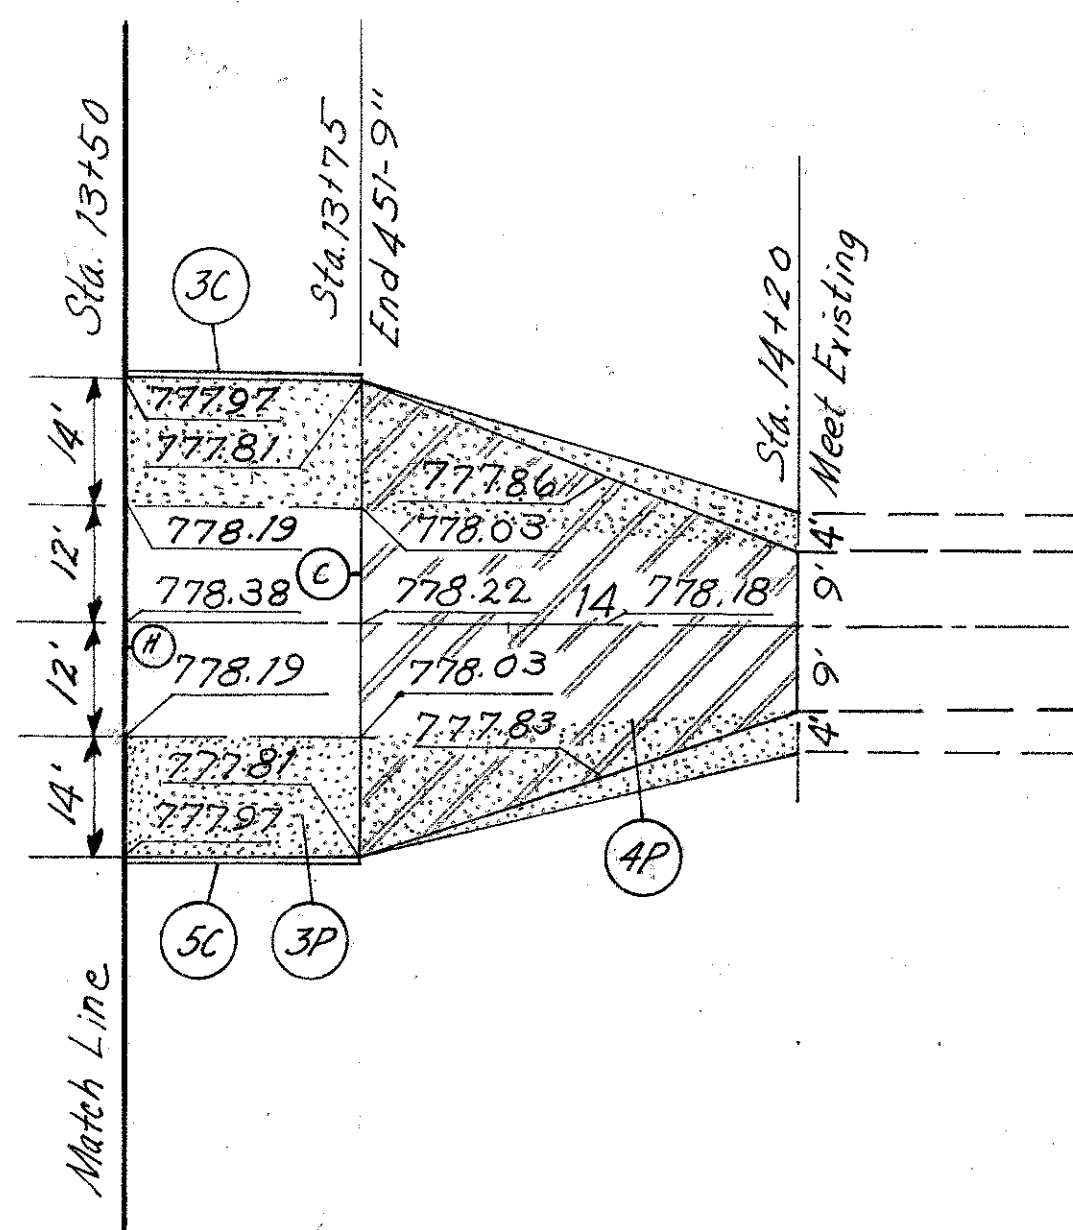 Sta. 13+50
Sta. 13+75
End 451-9"
Sta. 14+20
Meet Existing
3C
777.97
777.81
14'
777.86
778.19
778.03
12'
C
4'
778.38
778.22
14
778.18
9'
H
12'
778.19
778.03
9'
777.83
4'
14'
777.81
777.97
4P
5C
3P
Match Line